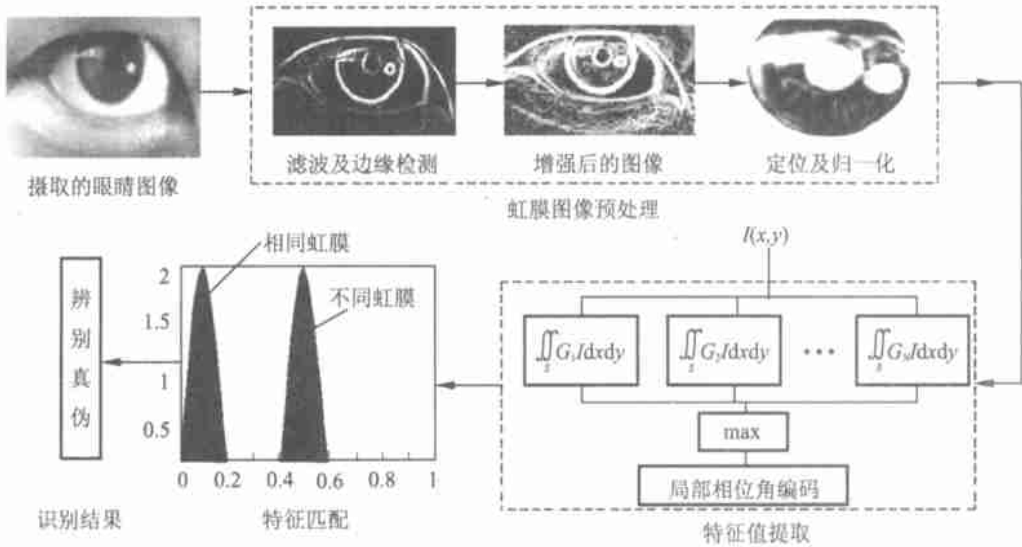 摄取的眼睛图像
滤波及边缘检测
增强后的图像
定位及归一化
虹膜图像预处理
I(x,y)
∬s G₁Idxdy
∬s G₂Idxdy
···
∬s G_N Idxdy
max
局部相位角编码
特征值提取
相同虹膜
不同虹膜
2
1.5
1
0.5
0 0.2 0.4 0.6 0.8 1
特征匹配
辨别真伪
识别结果